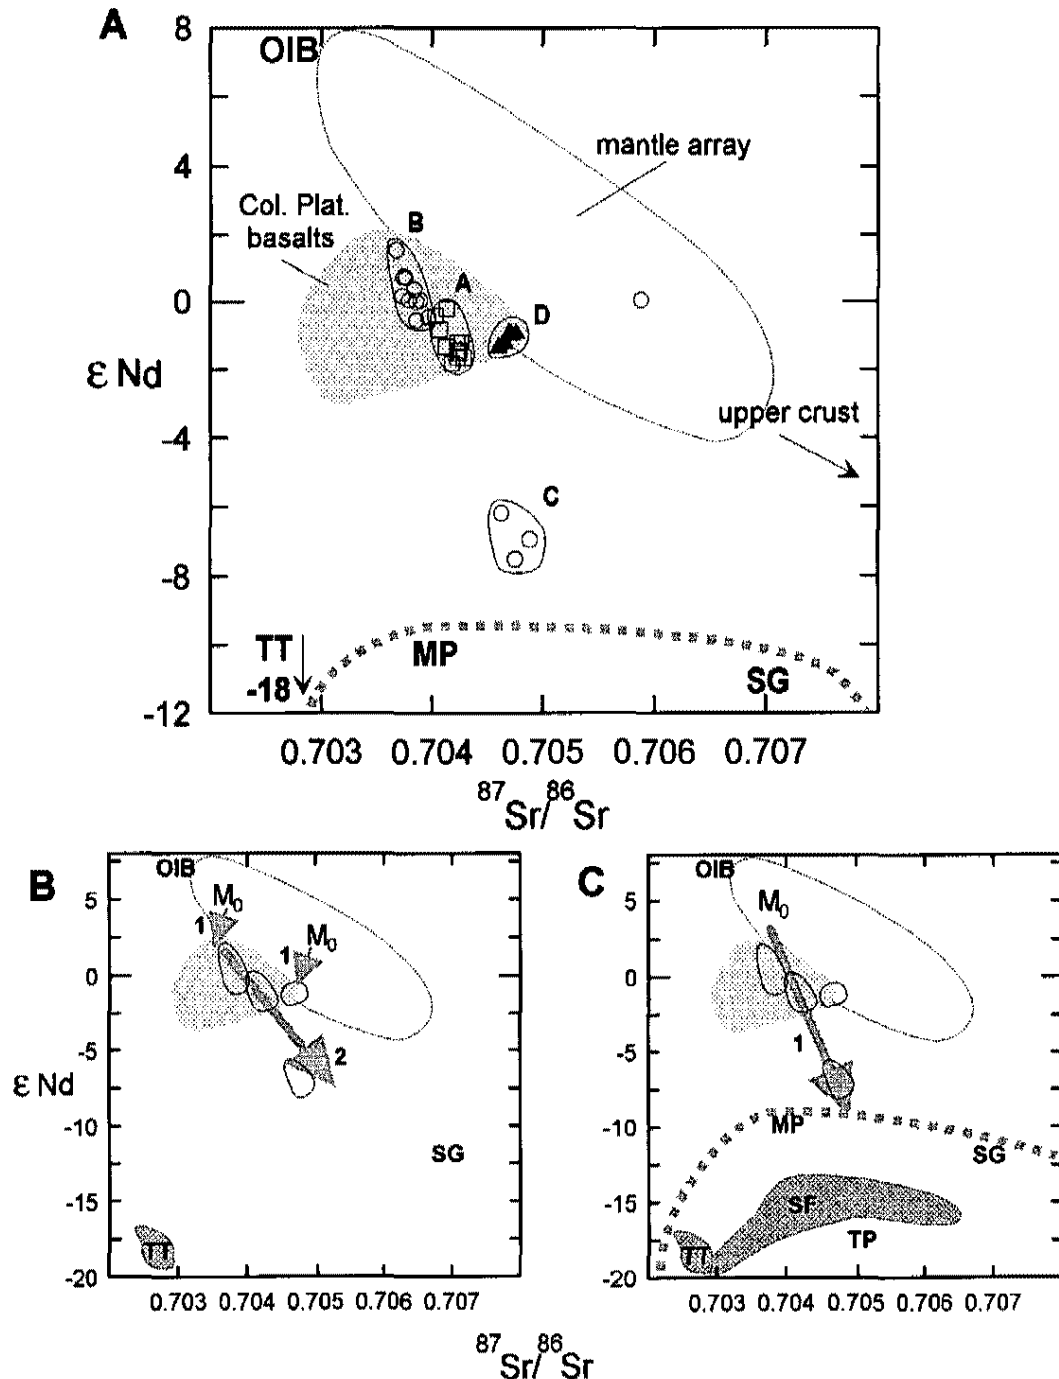 A
8
OIB
mantle array
4
Col. Plat.
basalts
B
A
D
0
ε Nd
upper crust
-4
C
-8
TT
-18
MP
SG
-12
0.703 0.704 0.705 0.706 0.707
87Sr/86Sr
B
OIB
M0
1
M0
1
5
0
-5
2
ε Nd
-10
SG
-15
TT
-20
0.703 0.704 0.705 0.706 0.707
C
OIB
M0
5
0
1
-5
MP
-10
SG
-15
SF
TP
TT
-20
0.703 0.704 0.705 0.706 0.707
87Sr/86Sr